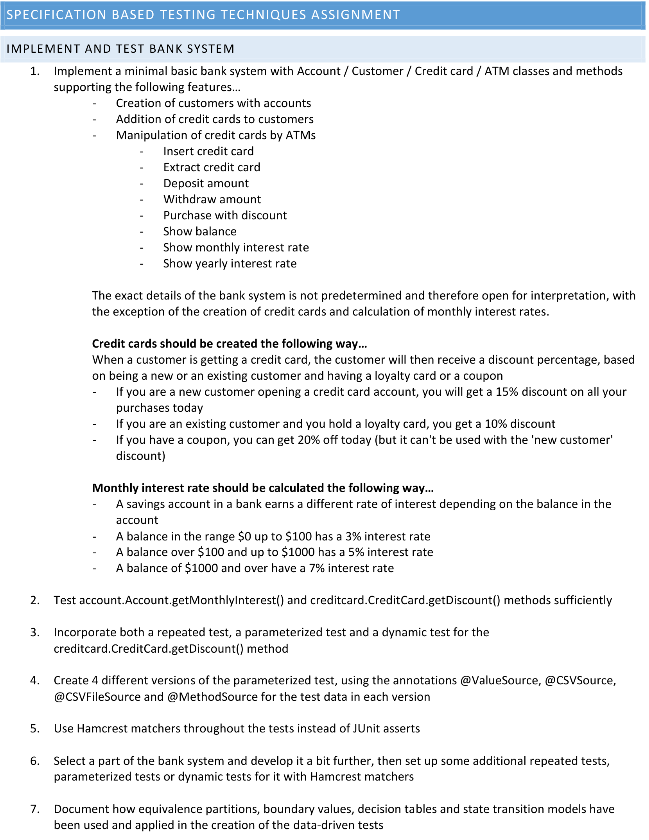 SPECIFICATION BASED TESTING TECHNIQUES ASSIGNMENT
IMPLEMENT AND TEST BANK SYSTEM
1. Implement a minimal basic bank system with Account / Customer / Credit card / ATM classes and methods
supporting the following features…
- Creation of customers with accounts
- Addition of credit cards to customers
- Manipulation of credit cards by ATMs
- Insert credit card
- Extract credit card
- Deposit amount
- Withdraw amount
- Purchase with discount
- Show balance
- Show monthly interest rate
- Show yearly interest rate
The exact details of the bank system is not predetermined and therefore open for interpretation, with
the exception of the creation of credit cards and calculation of monthly interest rates.
Credit cards should be created the following way…
When a customer is getting a credit card, the customer will then receive a discount percentage, based
on being a new or an existing customer and having a loyalty card or a coupon
- If you are a new customer opening a credit card account, you will get a 15% discount on all your
purchases today
- If you are an existing customer and you hold a loyalty card, you get a 10% discount
- If you have a coupon, you can get 20% off today (but it can't be used with the 'new customer'
discount)
Monthly interest rate should be calculated the following way…
- A savings account in a bank earns a different rate of interest depending on the balance in the
account
- A balance in the range $0 up to $100 has a 3% interest rate
- A balance over $100 and up to $1000 has a 5% interest rate
- A balance of $1000 and over have a 7% interest rate
2. Test account.Account.getMonthlyInterest() and creditcard.CreditCard.getDiscount() methods sufficiently
3. Incorporate both a repeated test, a parameterized test and a dynamic test for the
creditcard.CreditCard.getDiscount() method
4. Create 4 different versions of the parameterized test, using the annotations @ValueSource, @CSVSource,
@CSVFileSource and @MethodSource for the test data in each version
5. Use Hamcrest matchers throughout the tests instead of JUnit asserts
6. Select a part of the bank system and develop it a bit further, then set up some additional repeated tests,
parameterized tests or dynamic tests for it with Hamcrest matchers
7. Document how equivalence partitions, boundary values, decision tables and state transition models have
been used and applied in the creation of the data-driven tests